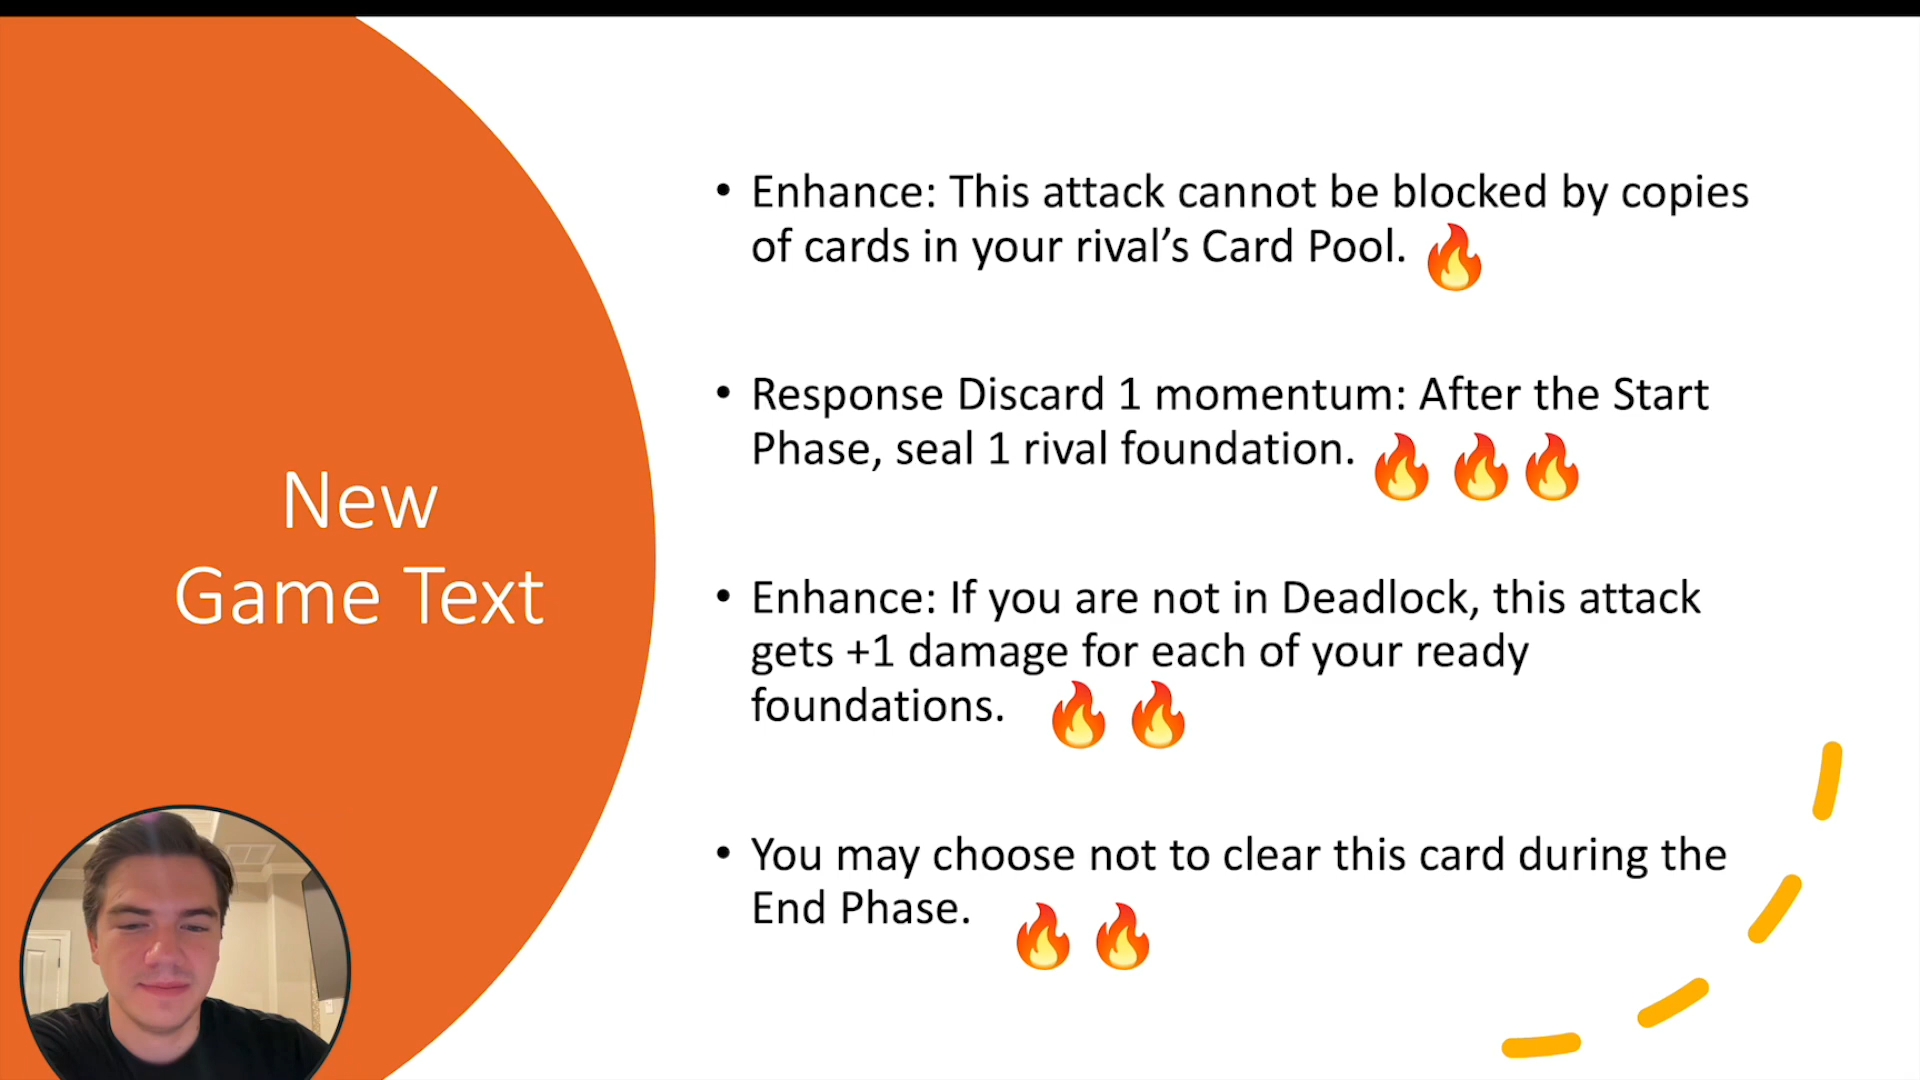 New
Game Text
• Enhance: This attack cannot be blocked by copies
of cards in your rival’s Card Pool. 🔥
• Response Discard 1 momentum: After the Start
Phase, seal 1 rival foundation. 🔥 🔥 🔥
• Enhance: If you are not in Deadlock, this attack
gets +1 damage for each of your ready
foundations. 🔥 🔥
• You may choose not to clear this card during the
End Phase. 🔥 🔥